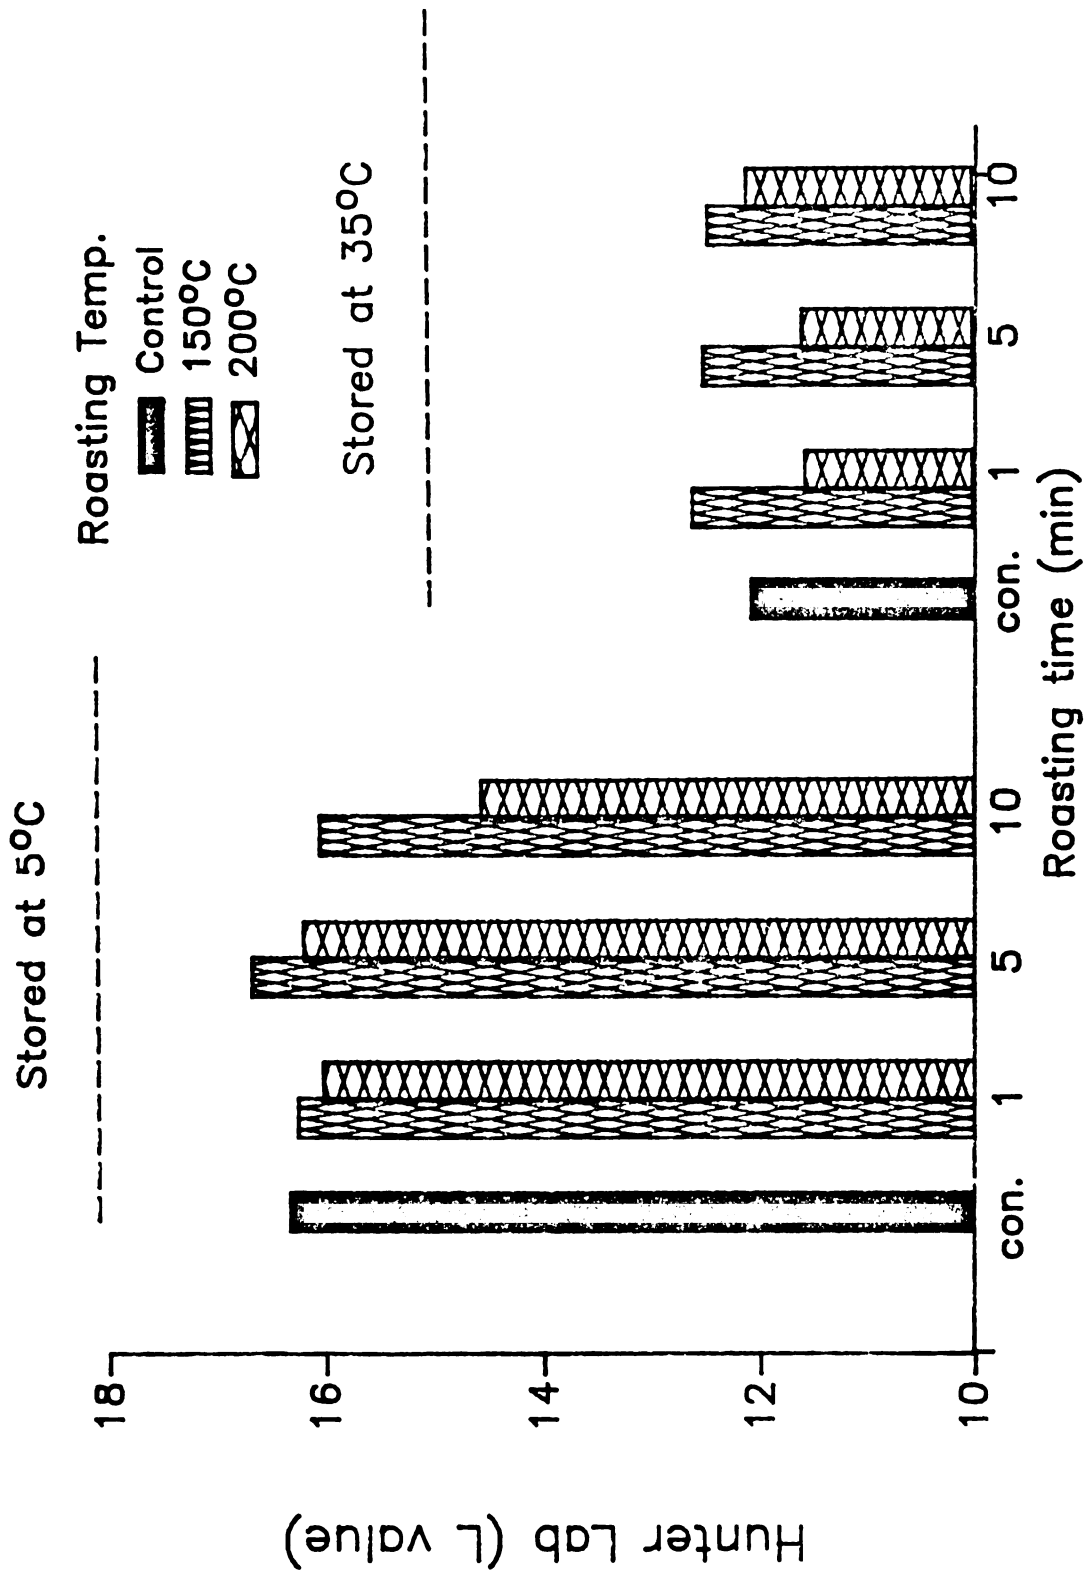 Stored at 5°C
Roasting Temp.
Control
150°C
200°C
Stored at 35°C
Hunter Lab (L value)
18
16
14
12
10
con.
1
5
10
con.
1
5
10
Roasting time (min)